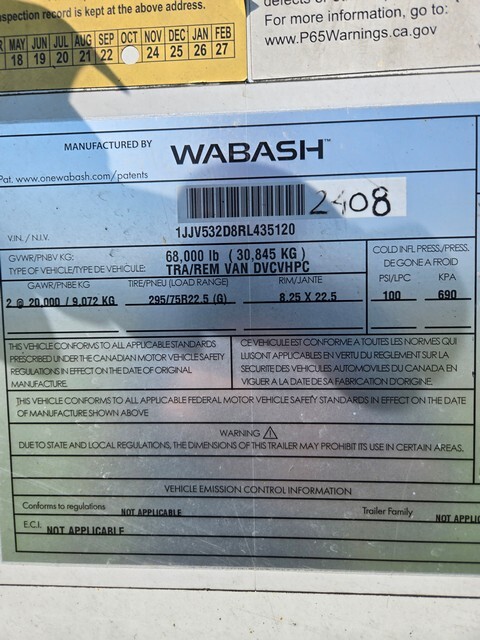 spection record is kept at the above address.
MAY JUN JUL AUG SEP OCT NOV DEC JAN FEB
18 19 20 21 22 24 25 26 27
For more information, go to:
www.P65Warnings.ca.gov
MANUFACTURED BY WABASH™
Pat. www.onewabash.com/patents
2408
V.I.N. / N.I.V. 1JJV532D8RL435120
GVWR/PNBV KG: 68,000 lb ( 30,845 KG )
TYPE OF VEHICLE/TYPE DE VEHICULE: TRA/REM VAN DVCVHPC
COLD INFL PRESS./PRESS.
DE GONE A FROID
GAWR/PNBE KG TIRE/PNEU (LOAD RANGE) RIM/JANTE PSI/LPC KPA
2 @ 20,000 / 9,072 KG 295/75R22.5 (G) 8.25 X 22.5 100 690
THIS VEHICLE CONFORMS TO ALL APPLICABLE STANDARDS
PRESCRIBED UNDER THE CANADIAN MOTOR VEHICLE SAFETY
REGULATIONS IN EFFECT ON THE DATE OF ORIGINAL
MANUFACTURE.
CE VEHICULE EST CONFORME A TOUTES LES NORMES QUI
LUISONT APPLICABLES EN VERTU DU REGLEMENT SUR LA
SECURITE DES VEHICULES AUTOMOVILES DU CANADA EN
VIGUER A LA DATE DE SA FABRICATION D'ORIGINE.
THIS VEHICLE CONFORMS TO ALL APPLICABLE FEDERAL MOTOR VEHICLE SAFETY STANDARDS IN EFFECT ON THE DATE
OF MANUFACTURE SHOWN ABOVE
WARNING
DUE TO STATE AND LOCAL REGULATIONS, THE DIMENSIONS OF THIS TRAILER MAY PROHIBIT ITS USE IN CERTAIN AREAS.
VEHICLE EMISSION CONTROL INFORMATION
Conforms to regulations NOT APPLICABLE Trailer Family NOT APPLIC
E.C.I. NOT APPLICABLE